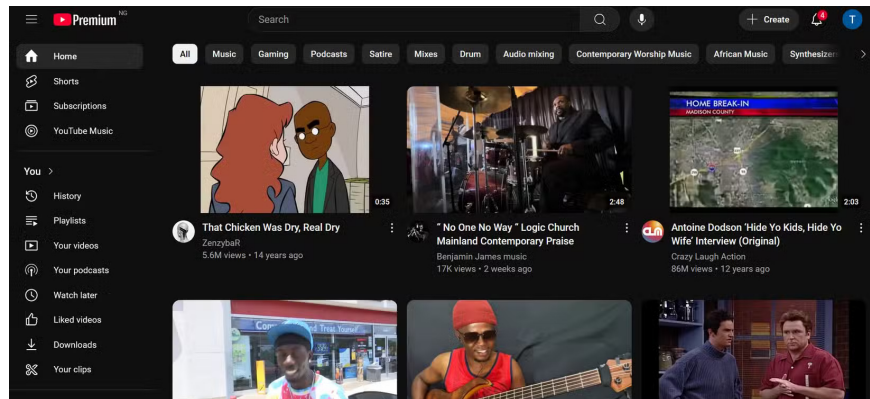 Premium NG
Search
Create
4
T
Home
Shorts
Subscriptions
YouTube Music
You
History
Playlists
Your videos
Your podcasts
Watch later
Liked videos
Downloads
Your clips
All
Music
Gaming
Podcasts
Satire
Mixes
Drum
Audio mixing
Contemporary Worship Music
African Music
Synthesizers
0:35
That Chicken Was Dry, Real Dry
ZenzybaR
5.6M views • 14 years ago
2:48
“ No One No Way ” Logic Church
Mainland Contemporary Praise
Benjamin James music
17K views • 2 weeks ago
HOME BREAK-IN
MADISON COUNTY
2:03
CLM
Antoine Dodson 'Hide Yo Kids, Hide Yo
Wife' Interview (Original)
Crazy Laugh Action
86M views • 12 years ago
nd Treat Yourself